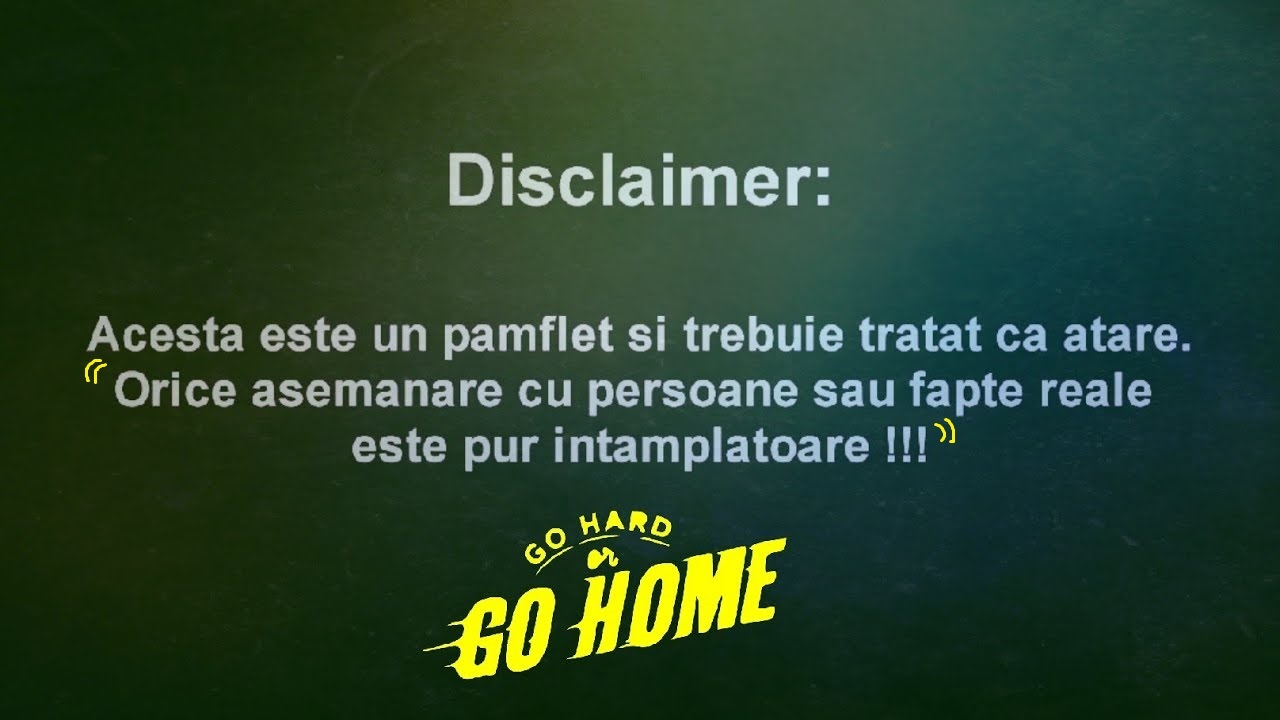 Disclaimer:
Acesta este un pamflet si trebuie tratat ca atare.
Orice asemanare cu persoane sau fapte reale
este pur intamplatoare !!!
GO HARD
or
GO HOME